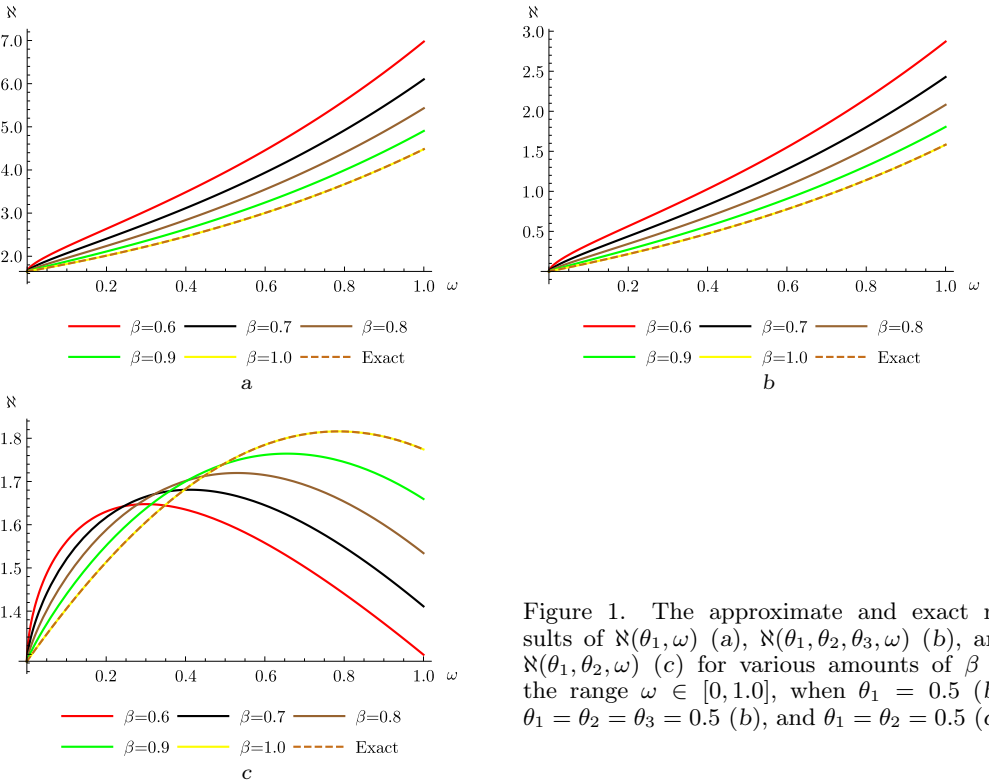 ℵ
7.0
6.0
5.0
4.0
3.0
2.0
0.2 0.4 0.6 0.8 1.0 ω
β=0.6 β=0.7 β=0.8
β=0.9 β=1.0 Exact
a
ℵ
3.0
2.5
2.0
1.5
1.0
0.5
0.2 0.4 0.6 0.8 1.0 ω
β=0.6 β=0.7 β=0.8
β=0.9 β=1.0 Exact
b
ℵ
1.8
1.7
1.6
1.5
1.4
0.2 0.4 0.6 0.8 1.0 ω
β=0.6 β=0.7 β=0.8
β=0.9 β=1.0 Exact
c
Figure 1. The approximate and exact
sults of ℵ(θ₁, ω) (a), ℵ(θ₁, θ₂, θ₃, ω) (b),
ℵ(θ₁, θ₂, ω) (c) for various amounts of β
the range ω ∈ [0, 1.0], when θ₁ = 0.5
θ₁ = θ₂ = θ₃ = 0.5 (b), and θ₁ = θ₂ = 0.5